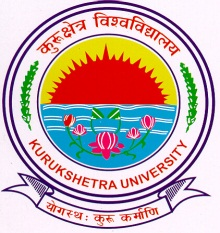 कुरुक्षेत्र विश्वविद्यालय
KURUKSHETRA UNIVERSITY
योगस्थः कुरु कर्माणि